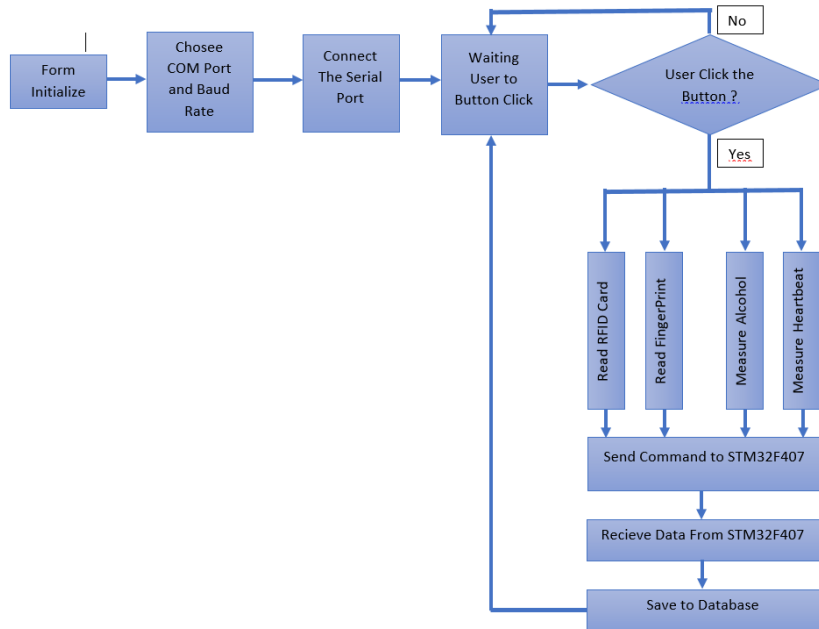 Form
Initialize
Chosee
COM Port
and Baud
Rate
Connect
The Serial
Port
Waiting
User to
Button Click
User Click the
Button ?
No
Yes
Read RFID Card
Read FingerPrint
Measure Alcohol
Measure Heartbeat
Send Command to STM32F407
Recieve Data From STM32F407
Save to Database